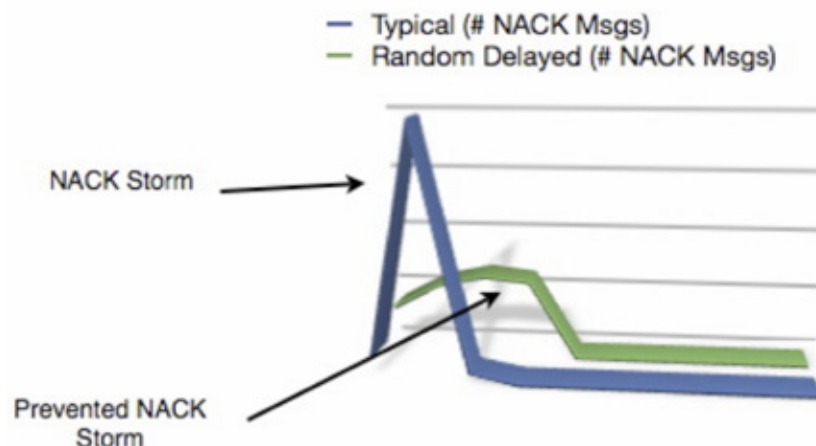 Typical (# NACK Msgs)
Random Delayed (# NACK Msgs)
NACK Storm
Prevented NACK
Storm